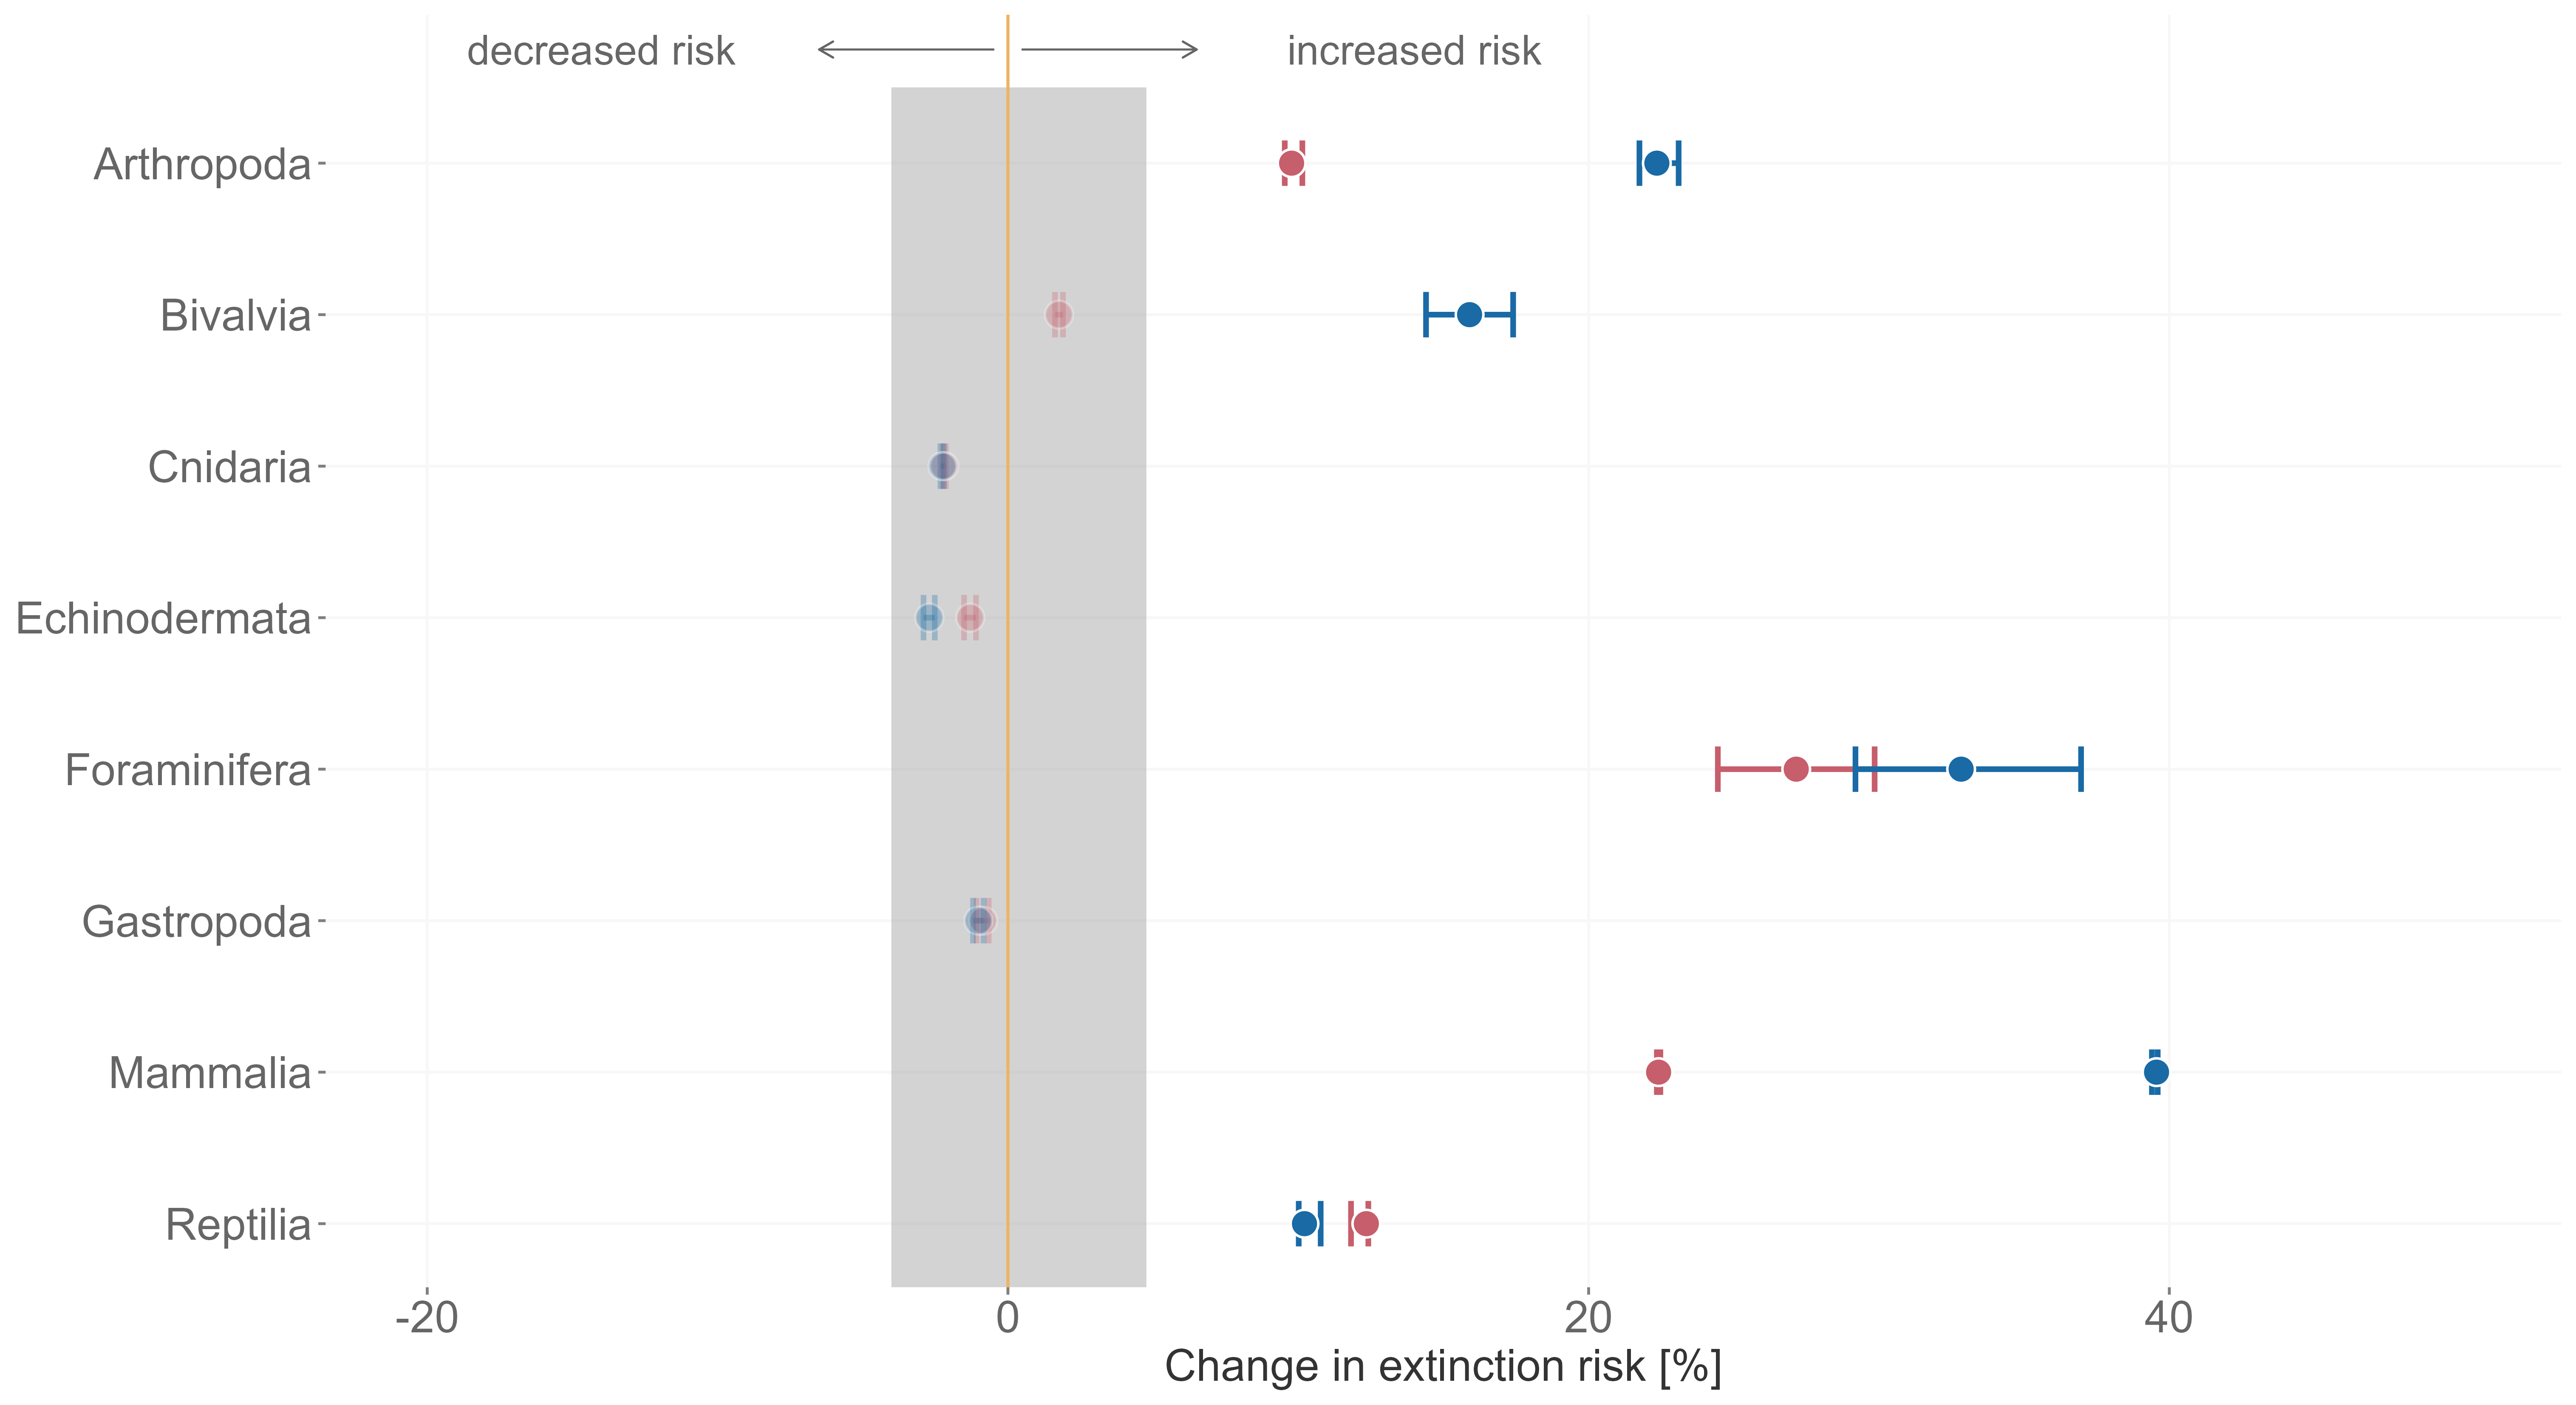 decreased risk increased risk
Arthropoda
Bivalvia
Cnidaria
Echinodermata
Foraminifera
Gastropoda
Mammalia
Reptilia
-20 0 20 40
Change in extinction risk [%]